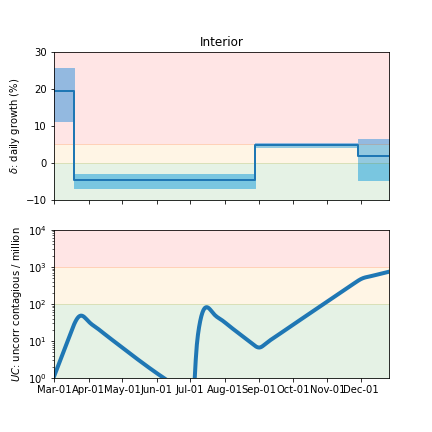 Interior
30
20
10
0
−10
δ: daily growth (%)
10⁴
10³
10²
10¹
10⁰
UC: uncorr contagious / million
Mar-01 Apr-01 May-01 Jun-01 Jul-01 Aug-01 Sep-01 Oct-01 Nov-01 Dec-01